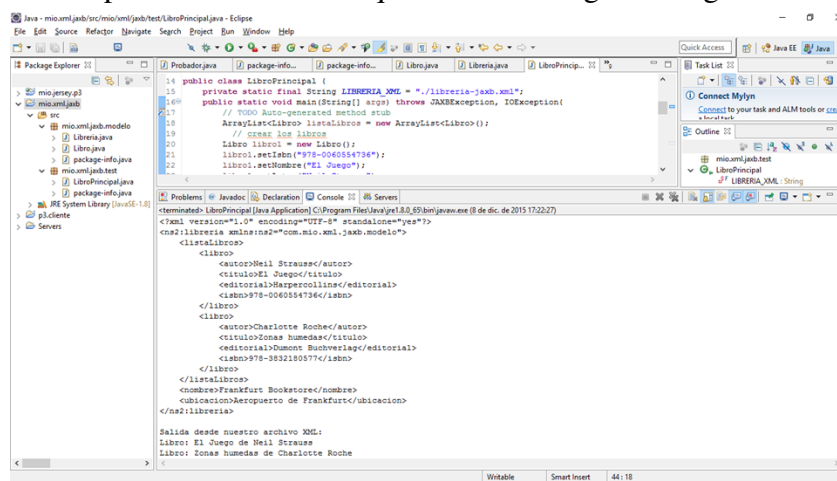 Java - mio.xml.jaxb/src/mio/xml/jaxb/test/LibroPrincipal.java - Eclipse
File Edit Source Refactor Navigate Search Project Run Window Help
Quick Access Java EE Java
Package Explorer
mio.jersey.p3
mio.xml.jaxb
src
mio.xml.jaxb.modelo
Libreria.java
Libro.java
package-info.java
mio.xml.jaxb.test
LibroPrincipal.java
package-info.java
JRE System Library [JavaSE-1.8]
p3.cliente
Servers
Probador.java package-info... package-info... Libro.java Libreria.java LibroPrincip...
14 public class LibroPrincipal {
15 private static final String LIBRERIA_XML = "./libreria-jaxb.xml";
16 public static void main(String[] args) throws JAXBException, IOException{
17 // TODO Auto-generated method stub
18 ArrayList<Libro> listaLibros = new ArrayList<Libro>();
19 // crear los libros
20 Libro libro1 = new Libro();
21 libro1.setIsbn("978-0060554736");
22 libro1.setNombre("El Juego");
Task List
Connect Mylyn
Connect to your task and ALM tools or
Outline
mio.xml.jaxb.test
LibroPrincipal
LIBRERIA_XML : String
Problems Javadoc Declaration Console Servers
<terminated> LibroPrincipal [Java Application] C:\Program Files\Java\jre1.8.0_65\bin\javaw.exe (8 de dic. de 2015 17:22:27)
<?xml version="1.0" encoding="UTF-8" standalone="yes"?>
<ns2:libreria xmlns:ns2="com.mio.xml.jaxb.modelo">
<listaLibros>
<libro>
<autor>Neil Strauss</autor>
<titulo>El Juego</titulo>
<editorial>Harpercollins</editorial>
<isbn>978-0060554736</isbn>
</libro>
<libro>
<autor>Charlotte Roche</autor>
<titulo>Zonas humedas</titulo>
<editorial>Dumont Buchverlag</editorial>
<isbn>978-3832180577</isbn>
</libro>
</listaLibros>
<nombre>Frankfurt Bookstore</nombre>
<ubicacion>Aeropuerto de Frankfurt</ubicacion>
</ns2:libreria>
Salida desde nuestro archivo XML:
Libro: El Juego de Neil Strauss
Libro: Zonas humedas de Charlotte Roche
Writable Smart Insert 44 : 18